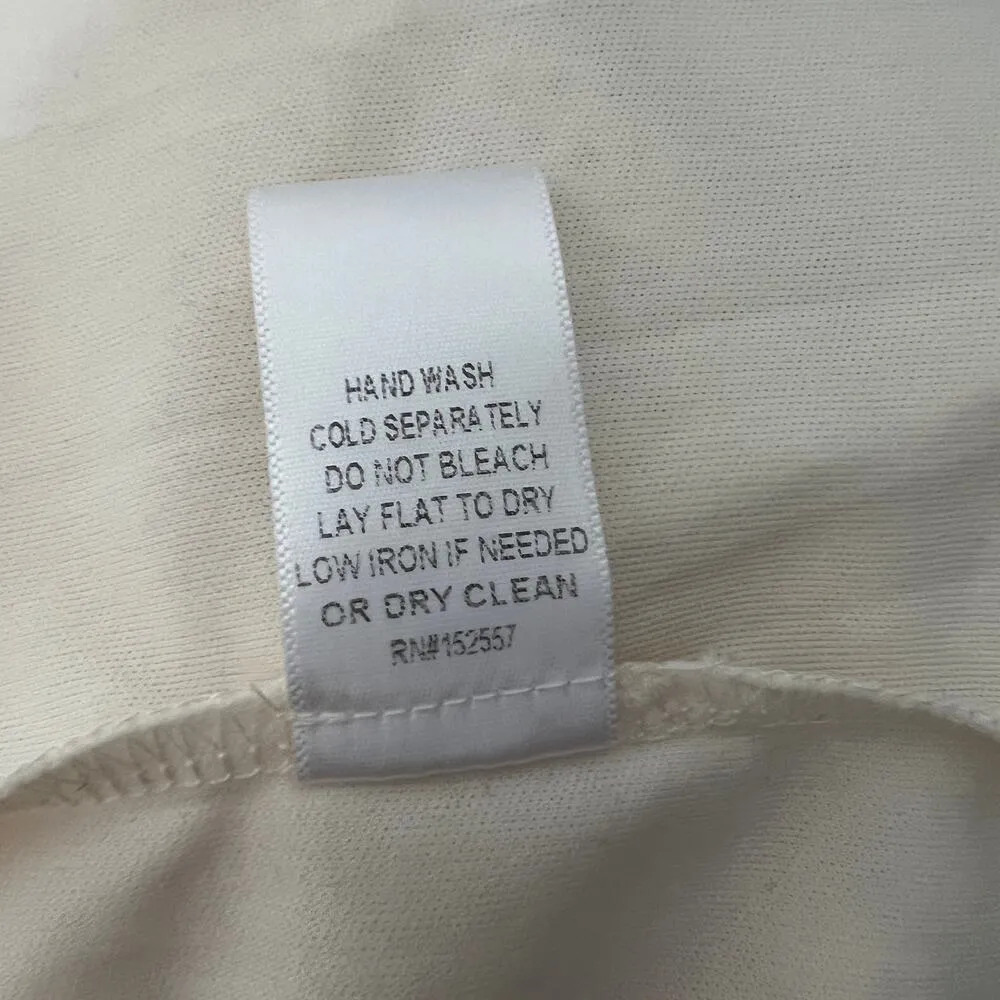 HAND WASH
COLD SEPARATELY
DO NOT BLEACH
LAY FLAT TO DRY
LOW IRON IF NEEDED
OR DRY CLEAN
RN#152557